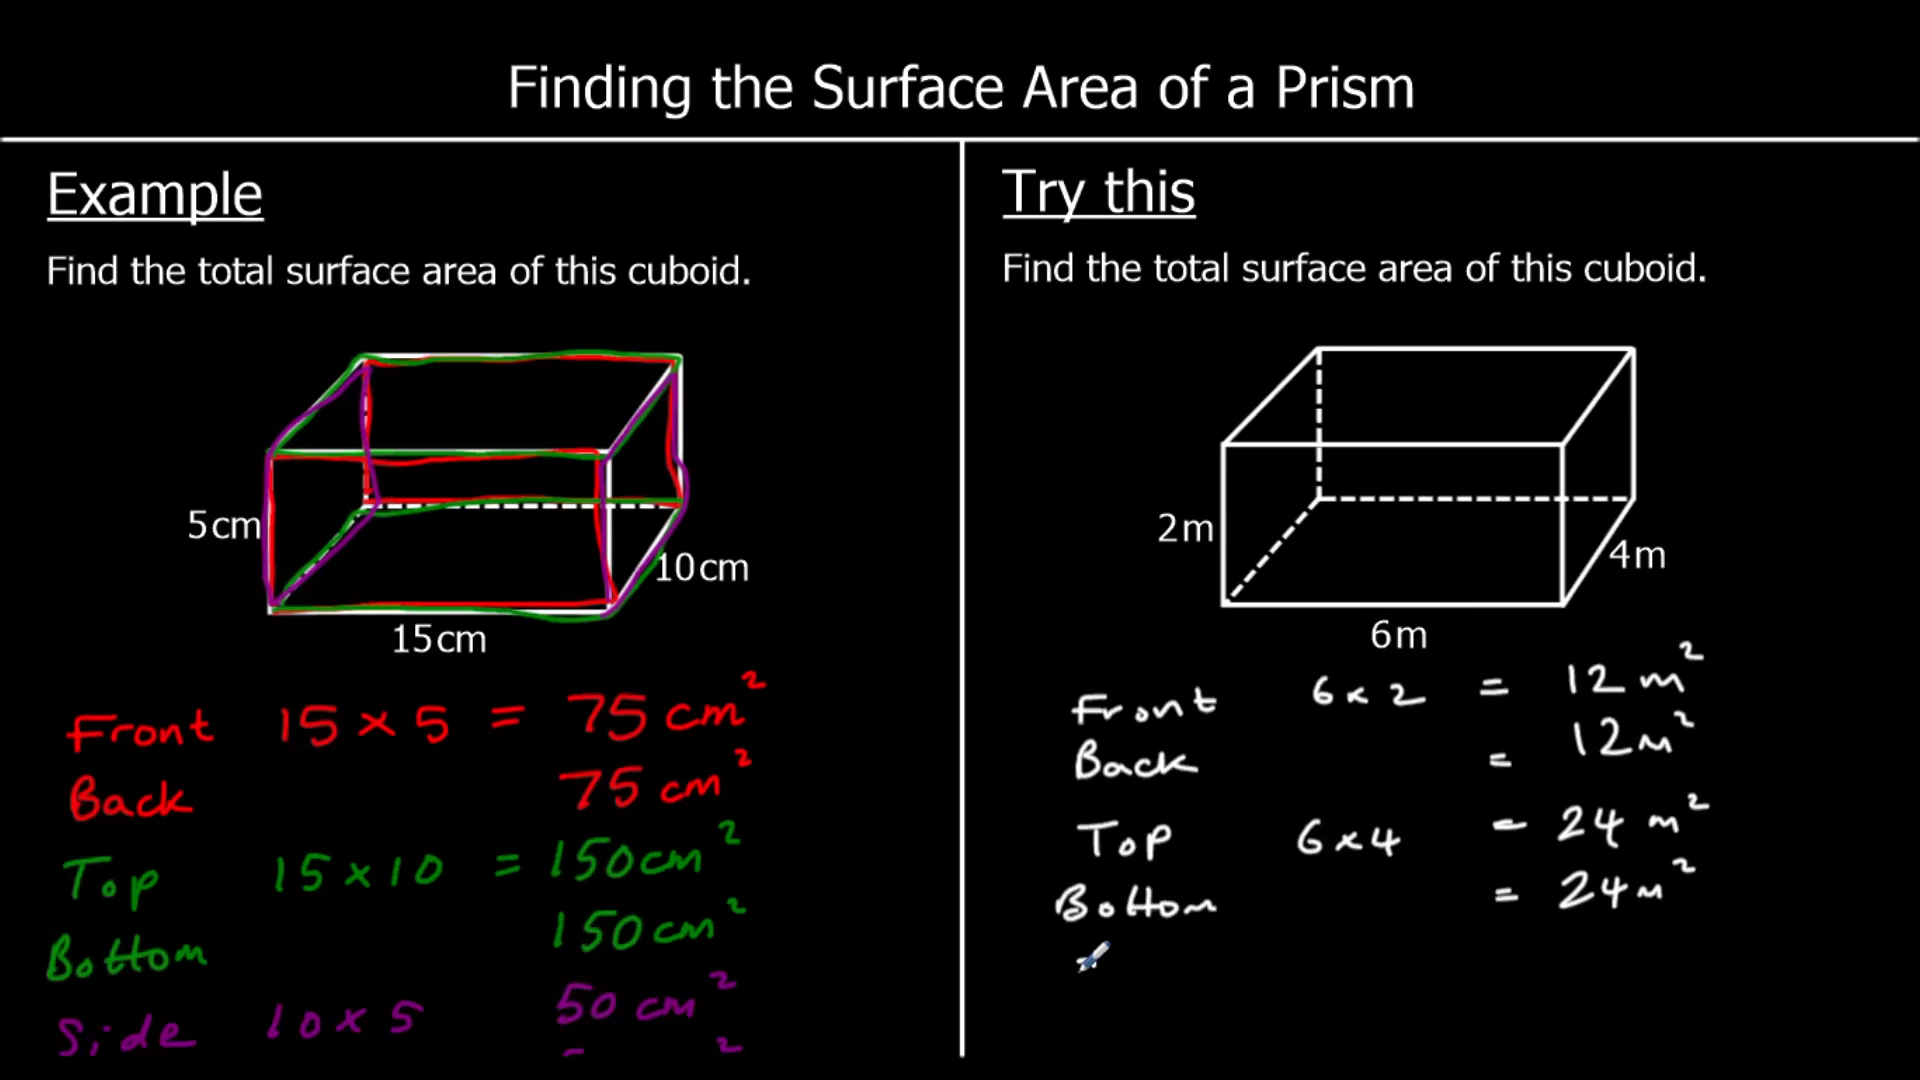 Finding the Surface Area of a Prism
Example
Find the total surface area of this cuboid.
5cm
10cm
15cm
Front 15 × 5 = 75 cm²
Back 75 cm²
Top 15 × 10 = 150cm²
Bottom 150 cm²
Side 10 × 5 50 cm²
Try this
Find the total surface area of this cuboid.
2m
4m
6m
Front 6 × 2 = 12 m²
Back = 12m²
Top 6 × 4 = 24 m²
Bottom = 24m²